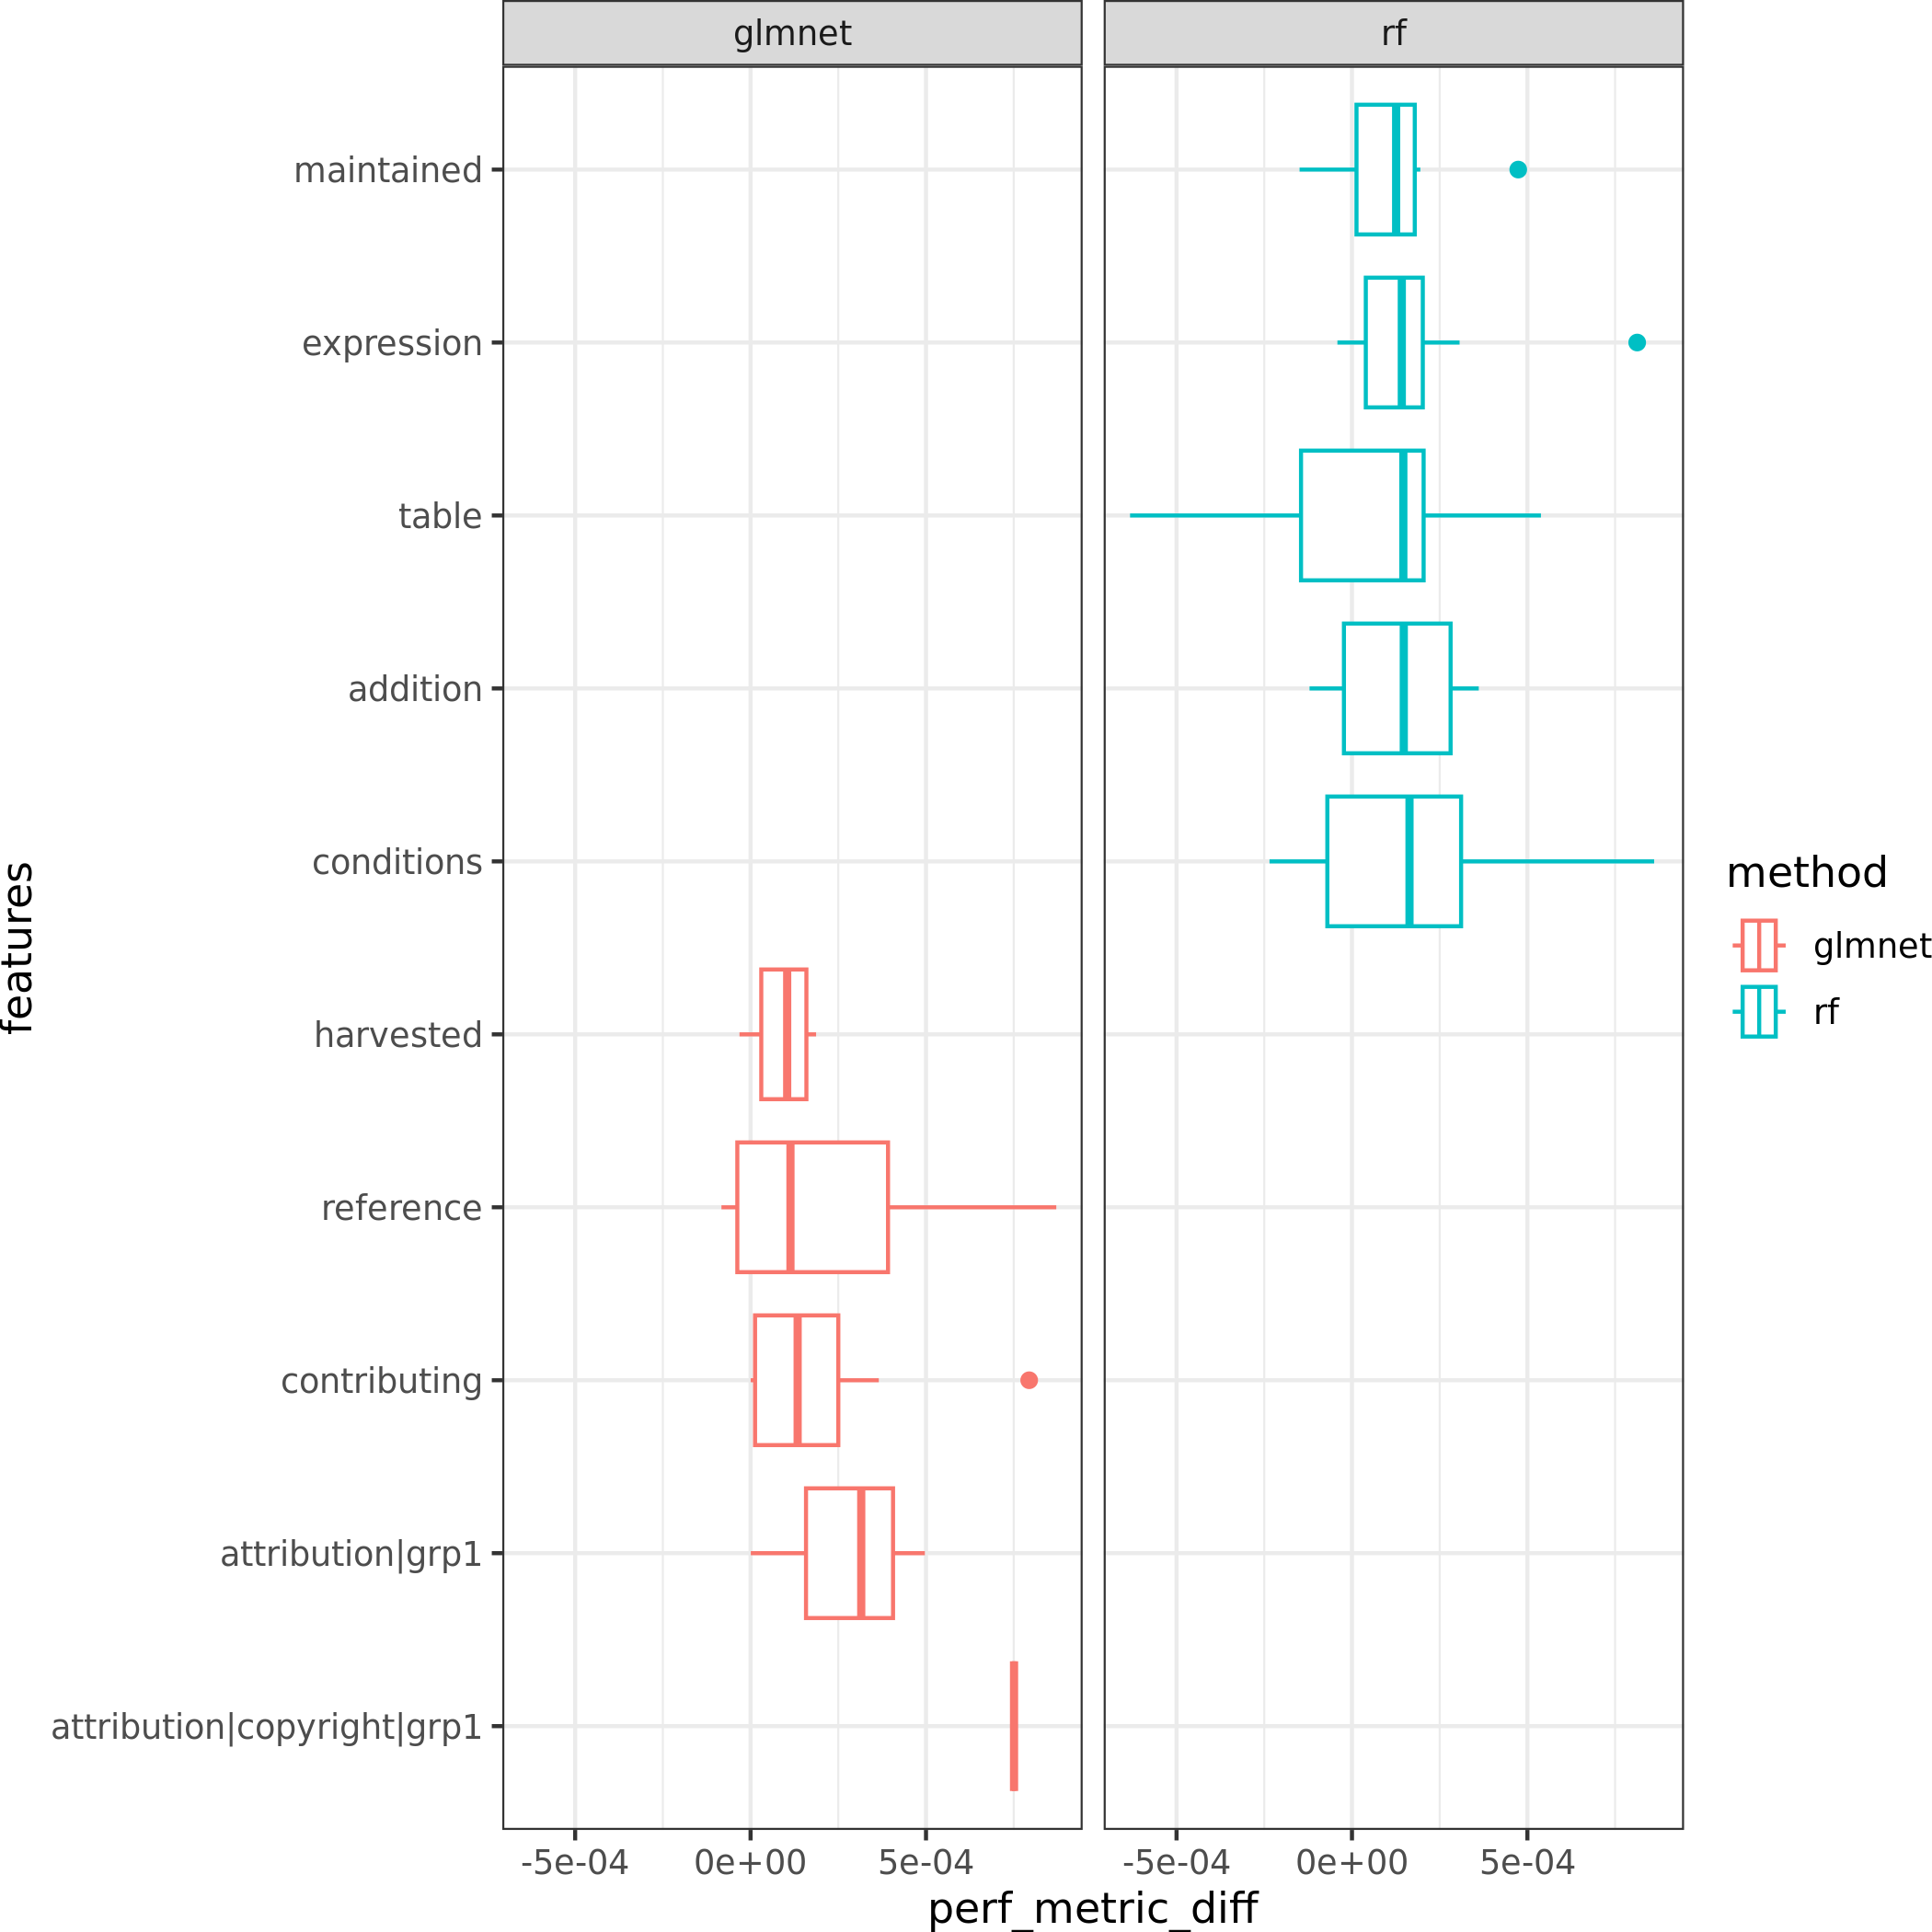 glmnet
rf
maintained
expression
table
addition
conditions
harvested
reference
contributing
attribution|grp1
attribution|copyright|grp1
features
-5e-04 0e+00 5e-04
-5e-04 0e+00 5e-04
perf_metric_diff
method
glmnet
rf